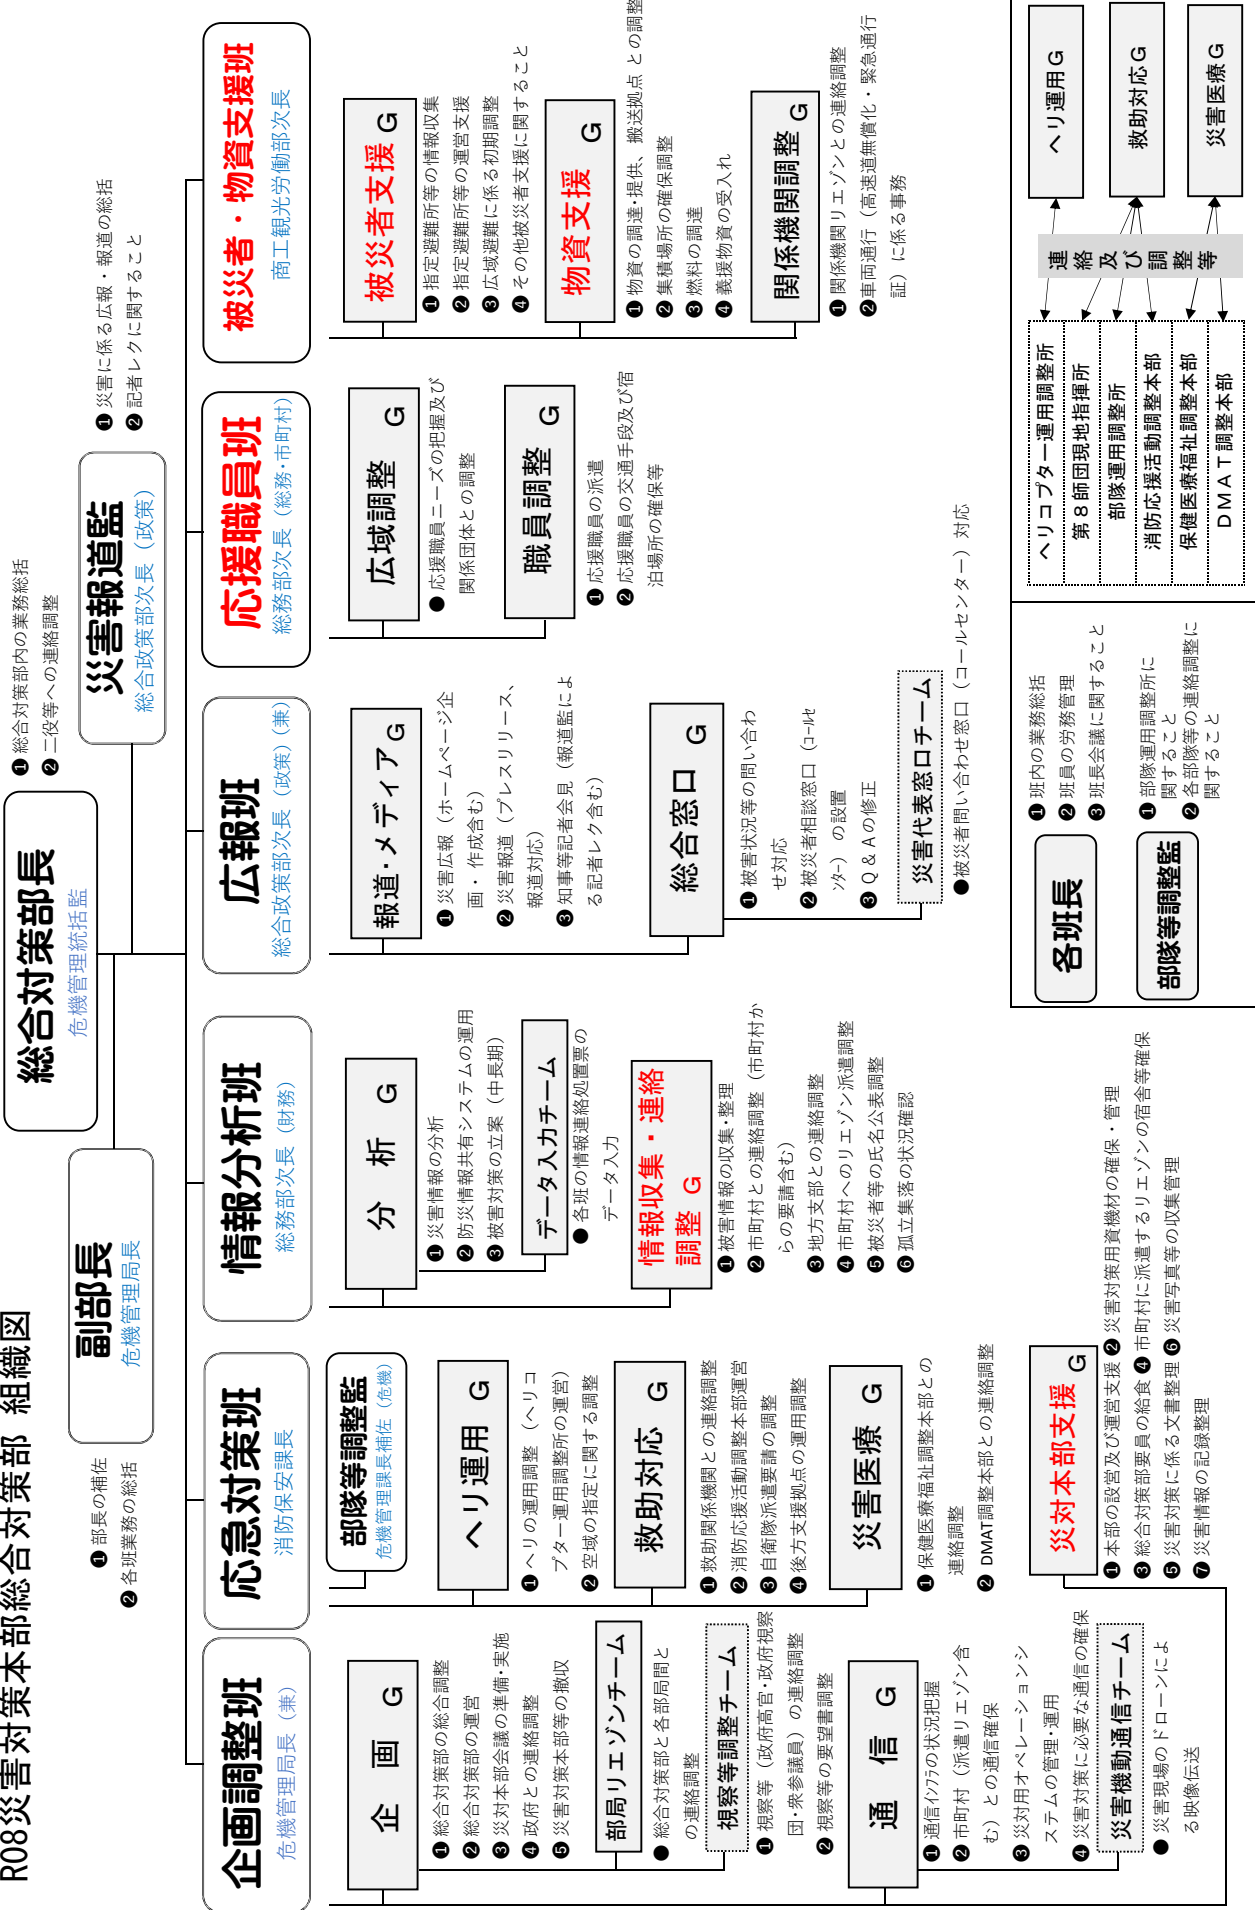 R08災害対策本部総合対策部 組織図
総合対策部長
危機管理統括監
❶ 総合対策部内の業務総括
❷ 二役等への連絡調整
副部長
危機管理局長
❶ 部長の補佐
❷ 各班業務の総括
災害報道監
総合政策部次長（政策）
❶ 災害に係る広報・報道の総括
❷ 記者レクに関すること
企画調整班
危機管理局長（兼）
企　画　G
❶ 総合対策部の総合調整
❷ 総合対策部の運営
❸ 災対本部会議の準備･実施
❹ 政府との連絡調整
❺ 災害対策本部等の撤収
部局リエゾンチーム
● 総合対策部と各部局間と
の連絡調整
視察等調整チーム
❶ 視察等（政府高官･政府視察
団･衆参議員）の連絡調整
❷ 視察等の要望書調整
通　信　G
❶ 通信ｲﾝﾌﾗの状況把握
❷ 市町村（派遣リエゾン含
む）との通信確保
❸ 災対用オペレーションシ
ステムの管理･運用
❹ 災害対策に必要な通信の確保
災害機動通信チーム
● 災害現場のドローンによ
る映像伝送
災対本部支援 G
❶ 本部の設営及び運営支援 ❷ 災害対策用資機材の確保・管理
❸ 総合対策部要員の給食 ❹ 市町村に派遣するリエゾンの宿舎等確保
❺ 災害対策に係る文書整理 ❻ 災害写真等の収集管理
❼ 災害情報の記録整理
応急対策班
消防保安課長
部隊等調整監
危機管理課長補佐（危機）
ヘリ運用 G
❶ ヘリの運用調整（ヘリコ
プター運用調整所の運営）
❷ 空域の指定に関する調整
救助対応 G
❶ 救助関係機関との連絡調整
❷ 消防応援活動調整本部運営
❸ 自衛隊派遣要請の調整
❹ 後方支援拠点の運用調整
災害医療 G
❶ 保健医療福祉調整本部との
連絡調整
❷ DMAT調整本部との連絡調整
情報分析班
総務部次長（財務）
分　析　G
❶ 災害情報の分析
❷ 防災情報共有システムの運用
❸ 被害対策の立案（中長期）
データ入力チーム
● 各班の情報連絡処置票の
データ入力
情報収集・連絡
調整 G
❶ 被害情報の収集･整理
❷ 市町村との連絡調整（市町村か
らの要請含む）
❸ 地方支部との連絡調整
❹ 市町村へのリエゾン派遣調整
❺ 被災者等の氏名公表調整
❻ 孤立集落の状況確認
広報班
総合政策部次長（政策）（兼）
報道･メディア G
❶ 災害広報（ホームページ企
画・作成含む）
❷ 災害報道（プレスリリース、
報道対応）
❸ 知事等記者会見（報道監によ
る記者レク含む）
総合窓口 G
❶ 被害状況等の問い合わ
せ対応
❷ 被災者相談窓口（ｺｰﾙｾ
ﾝﾀｰ）の設置
❸ Q & A の修正
災害代表窓口チーム
●被災者問い合わせ窓口（コールセンター）対応
応援職員班
総務部次長（総務･市町村）
広域調整 G
● 応援職員ニーズの把握及び
関係団体との調整
職員調整 G
❶ 応援職員の派遣
❷ 応援職員の交通手段及び宿
泊場所の確保等
被災者・物資支援班
商工観光労働部次長
被災者支援 G
❶ 指定避難所等の情報収集
❷ 指定避難所等の運営支援
❸ 広域避難に係る初期調整
❹ その他被災者支援に関すること
物資支援 G
❶ 物資の調達･提供、搬送拠点 との調整
❷ 集積場所の確保調整
❸ 燃料の調達
❹ 義援物資の受入れ
関係機関調整 G
❶ 関係機関リエゾンとの連絡調整
❷車両通行（高速道無償化・緊急通行
証）に係る事務
各班長
❶ 班内の業務総括
❷ 班員の労務管理
❸ 班長会議に関すること
部隊等調整監
❶ 部隊運用調整所に
関すること
❷ 各部隊等の連絡調整に
関すること
ヘリコプター運用調整所
第８師団現地指揮所
部隊運用調整所
消防応援活動調整本部
保健医療福祉調整本部
ＤＭＡＴ調整本部
連絡及び調整等
ヘリ運用 G
救助対応 G
災害医療 G